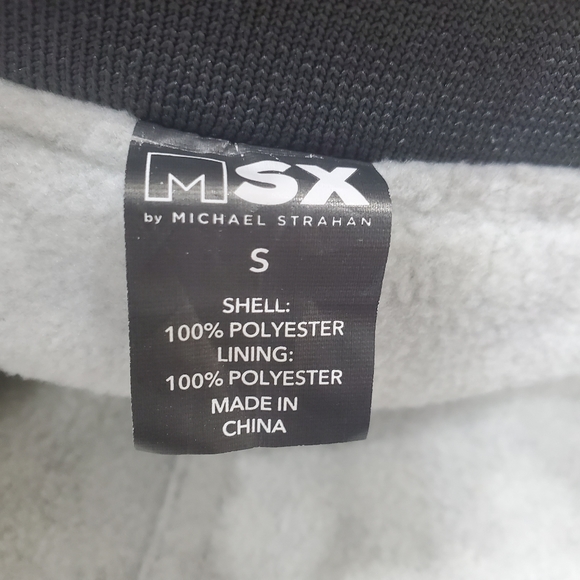 MSX
by MICHAEL STRAHAN
S
SHELL:
100% POLYESTER
LINING:
100% POLYESTER
MADE IN
CHINA